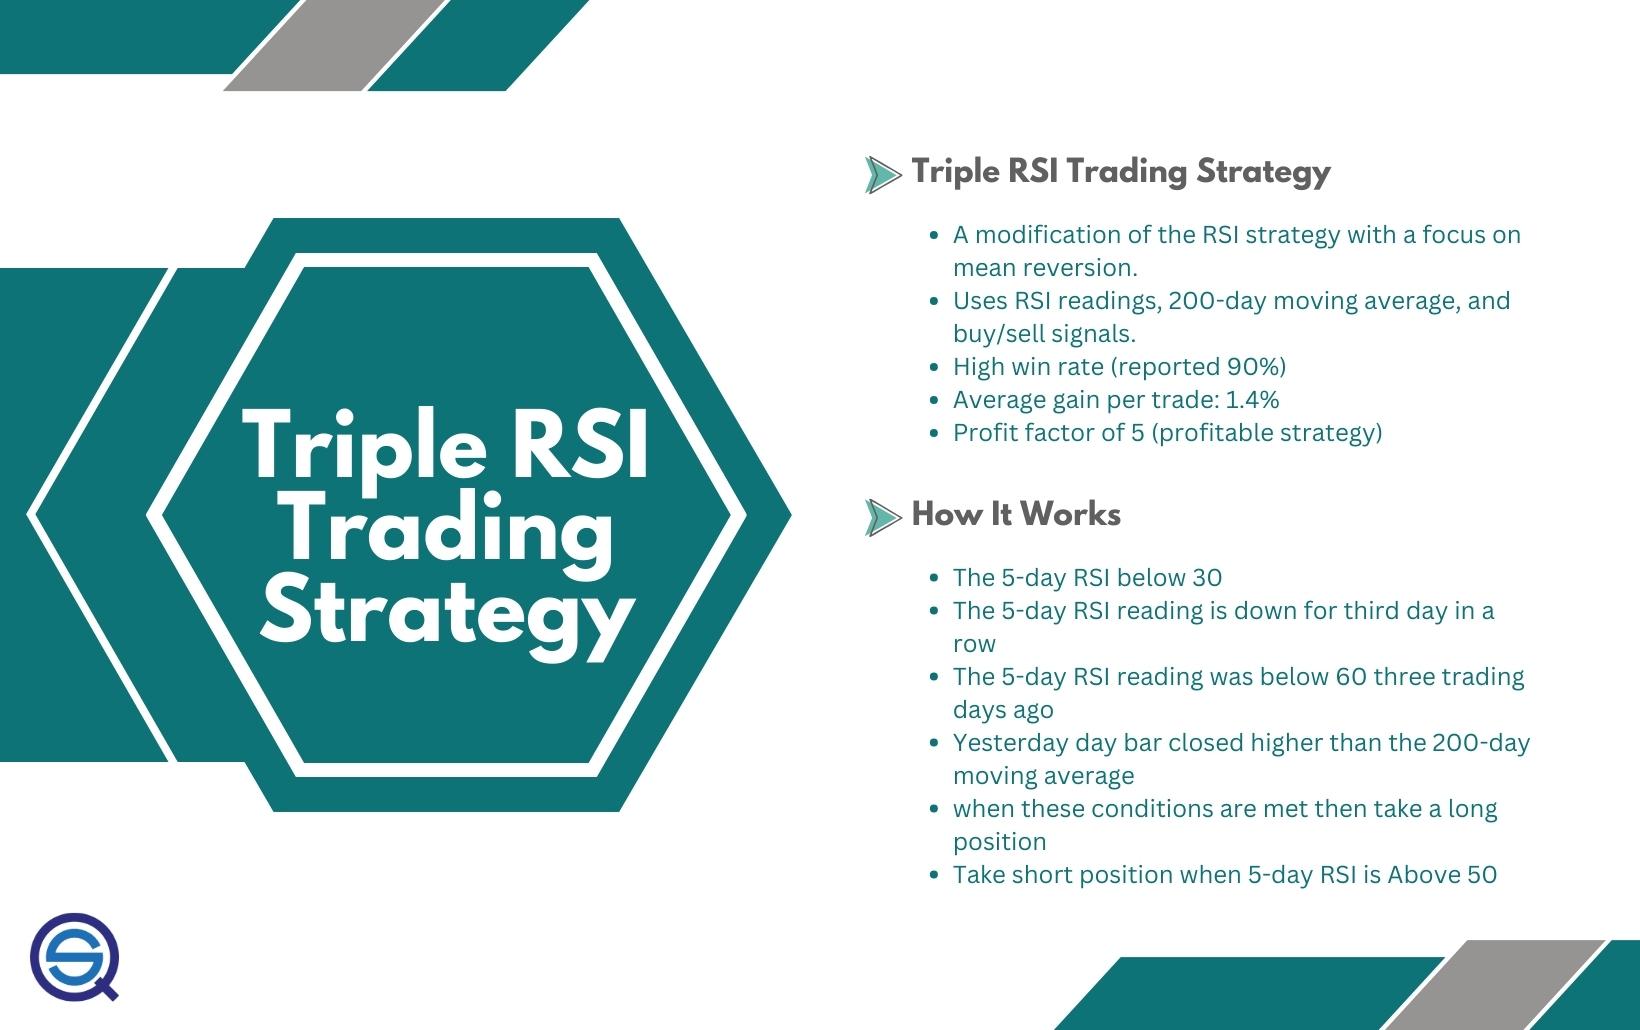 Triple RSI
Trading
Strategy
Triple RSI Trading Strategy
• A modification of the RSI strategy with a focus on
mean reversion.
• Uses RSI readings, 200-day moving average, and
buy/sell signals.
• High win rate (reported 90%)
• Average gain per trade: 1.4%
• Profit factor of 5 (profitable strategy)
How It Works
• The 5-day RSI below 30
• The 5-day RSI reading is down for third day in a
row
• The 5-day RSI reading was below 60 three trading
days ago
• Yesterday day bar closed higher than the 200-day
moving average
• when these conditions are met then take a long
position
• Take short position when 5-day RSI is Above 50